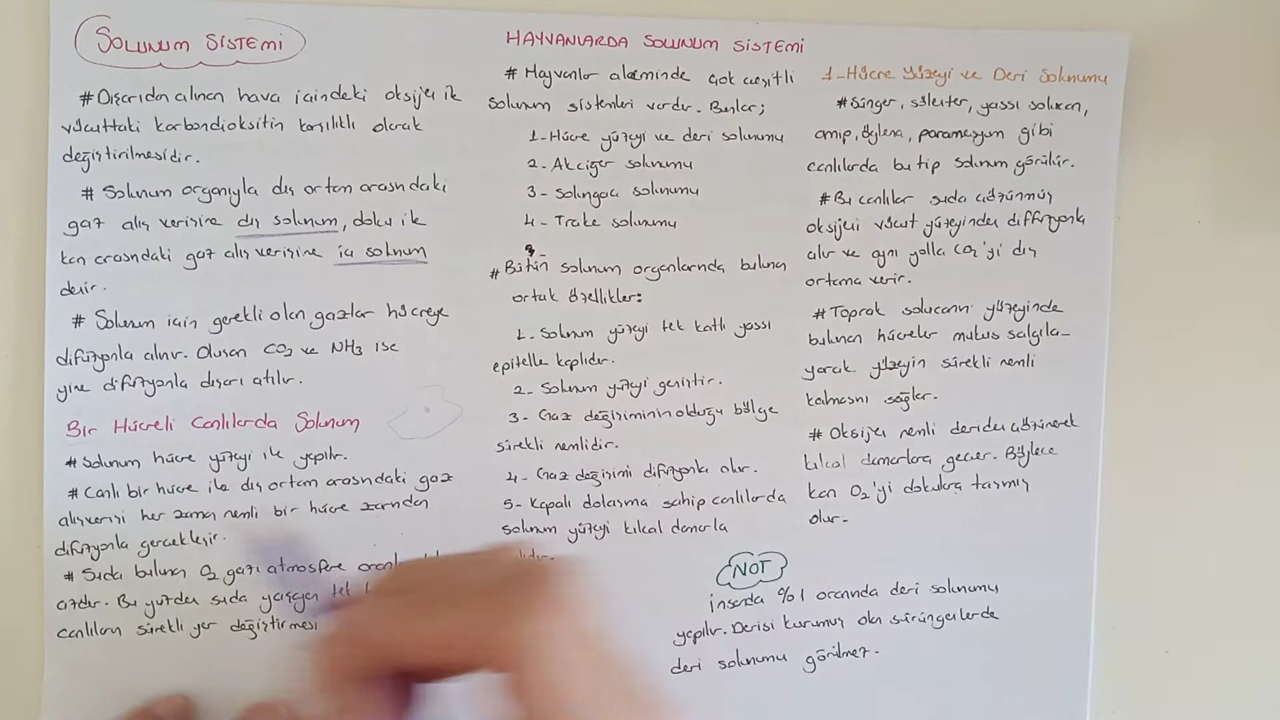 SOLUNUM SİSTEMİ
# Dışarıdan alınan hava içindeki oksijen ile
vücuttaki karbondioksitin karşılıklı olarak
değiştirilmesidir.
# Solunum organıyla dış ortam arasındaki
gaz alış verişine dış solunum, doku ile
kan arasındaki gaz alış verişine iç solunum
denir.
# Solunum için gerekli olan gazlar hücreye
difüzyonla alınır. Oluşan CO2 ve NH3 ise
yine difüzyonla dışarı atılır.
Bir Hücreli Canlılarda Solunum
# Solunum hücre yüzeyi ile yapılır.
# Canlı bir hücre ile dış ortam arasındaki gaz
alışverişi her zaman nemli bir hücre zarından
difüzyonla gerçekleşir.
# Suda bulunan O2 gazı atmosfere
azdır. Bu yüzden suda yaşayan tek
canlıları sürekli yer değiştirmesi
HAYVANLARDA SOLUNUM SİSTEMİ
# Hayvanlar aleminde çok çeşitli
solunum sistemleri vardır. Bunlar;
1-Hücre yüzeyi ve deri solunumu
2- Akciğer solunumu
3- Solungaç solunumu
4- Trake solunumu
# Bütün solunum organlarında bulunan
ortak özellikler:
1- Solunum yüzeyi tek katlı yassı
epitelle kaplıdır.
2- Solunum yüzeyi geniştir.
3- Gaz değişiminin olduğu bölge
sürekli nemlidir.
4- Gaz değişimi difüzyonla olur.
5- Kapalı dolaşıma sahip canlılarda
solunum yüzeyi kılcal damarla
1-Hücre Yüzeyi ve Deri Solunumu
# Sünger, sölenter, yassı solucan,
amip, öglena, paramesyum gibi
canlılarda bu tip solunum görülür.
# Bu canlılar suda çözünmüş
oksijeni vücut yüzeyinden difüzyonla
alır ve aynı yolla CO2'yi dış
ortama verir.
# Toprak solucanı yüzeyinde
bulunan hücreler mukus salgıla-
yarak yüzeyin sürekli nemli
kalmasını sağlar.
# Oksijen nemli deriden çözünerek
kılcal damarlara geçer. Böylece
kan O2'yi dokulara taşımış
olur.
NOT
İnsanda %1 oranında deri solunumu
yapılır. Derisi kurumuş olan sürüngenlerde
deri solunumu görülmez.